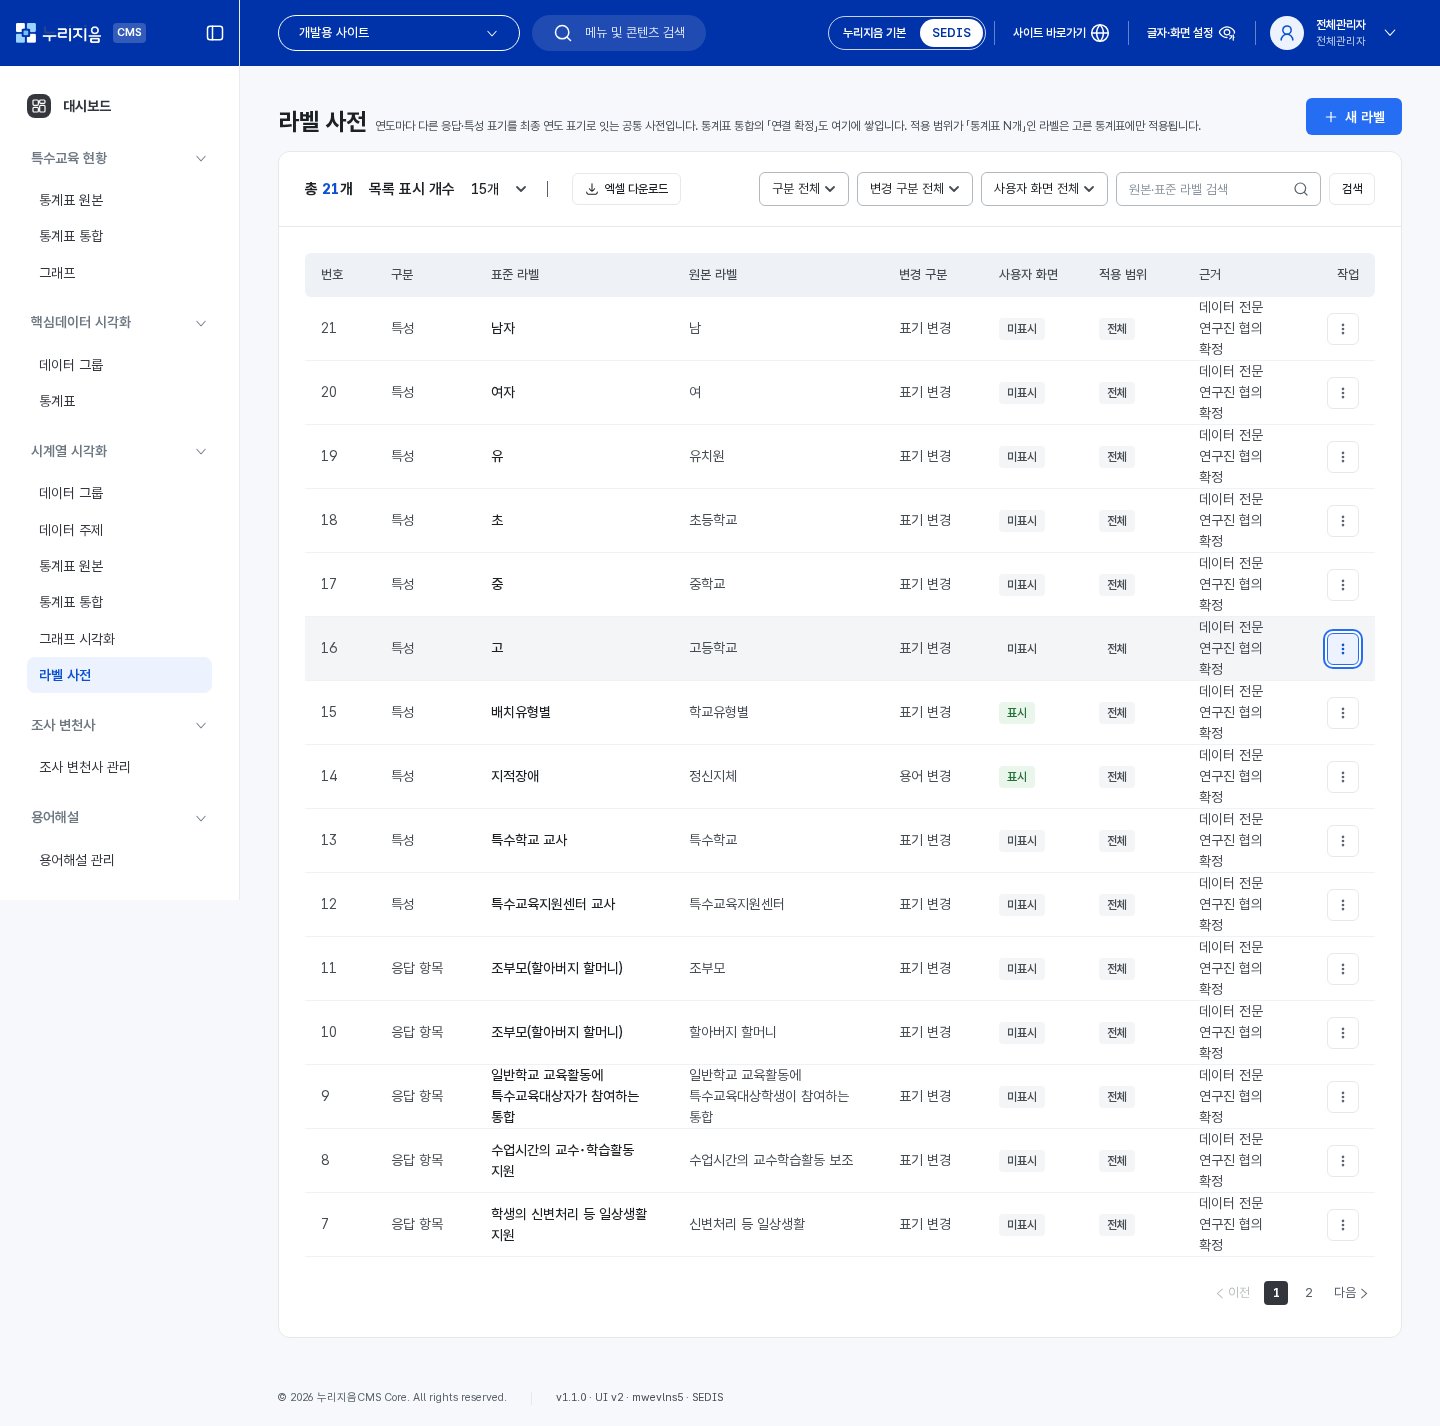 누리지음 CMS
개발용 사이트
메뉴 및 콘텐츠 검색
누리지음 기본 SEDIS
사이트 바로가기
글자·화면 설정
전체관리자
전체관리자
대시보드
특수교육 현황
통계표 원본
통계표 통합
그래프
핵심데이터 시각화
데이터 그룹
통계표
시계열 시각화
데이터 그룹
데이터 주제
통계표 원본
통계표 통합
그래프 시각화
라벨 사전
조사 변천사
조사 변천사 관리
용어해설
용어해설 관리
라벨 사전 연도마다 다른 응답·특성 표기를 최종 연도 표기로 잇는 공통 사전입니다. 통계표 통합의 「연결 확정」도 여기에 쌓입니다. 적용 범위가 「통계표 N개」인 라벨은 고른 통계표에만 적용됩니다.
새 라벨
총 21개 목록 표시 개수 15개 엑셀 다운로드 구분 전체 변경 구분 전체 사용자 화면 전체 원본·표준 라벨 검색 검색
번호 구분 표준 라벨 원본 라벨 변경 구분 사용자 화면 적용 범위 근거 작업
21 특성 남자 남 표기 변경 미표시 전체 데이터 전문 연구진 협의 확정
20 특성 여자 여 표기 변경 미표시 전체 데이터 전문 연구진 협의 확정
19 특성 유 유치원 표기 변경 미표시 전체 데이터 전문 연구진 협의 확정
18 특성 초 초등학교 표기 변경 미표시 전체 데이터 전문 연구진 협의 확정
17 특성 중 중학교 표기 변경 미표시 전체 데이터 전문 연구진 협의 확정
16 특성 고 고등학교 표기 변경 미표시 전체 데이터 전문 연구진 협의 확정
15 특성 배치유형별 학교유형별 표기 변경 표시 전체 데이터 전문 연구진 협의 확정
14 특성 지적장애 정신지체 용어 변경 표시 전체 데이터 전문 연구진 협의 확정
13 특성 특수학교 교사 특수학교 표기 변경 미표시 전체 데이터 전문 연구진 협의 확정
12 특성 특수교육지원센터 교사 특수교육지원센터 표기 변경 미표시 전체 데이터 전문 연구진 협의 확정
11 응답 항목 조부모(할아버지 할머니) 조부모 표기 변경 미표시 전체 데이터 전문 연구진 협의 확정
10 응답 항목 조부모(할아버지 할머니) 할아버지 할머니 표기 변경 미표시 전체 데이터 전문 연구진 협의 확정
9 응답 항목 일반학교 교육활동에 특수교육대상자가 참여하는 통합 일반학교 교육활동에 특수교육대상학생이 참여하는 통합 표기 변경 미표시 전체 데이터 전문 연구진 협의 확정
8 응답 항목 수업시간의 교수·학습활동 지원 수업시간의 교수학습활동 보조 표기 변경 미표시 전체 데이터 전문 연구진 협의 확정
7 응답 항목 학생의 신변처리 등 일상생활 지원 신변처리 등 일상생활 표기 변경 미표시 전체 데이터 전문 연구진 협의 확정
이전 1 2 다음
© 2026 누리지음CMS Core. All rights reserved. v1.1.0 · UI v2 · mwevlns5 · SEDIS